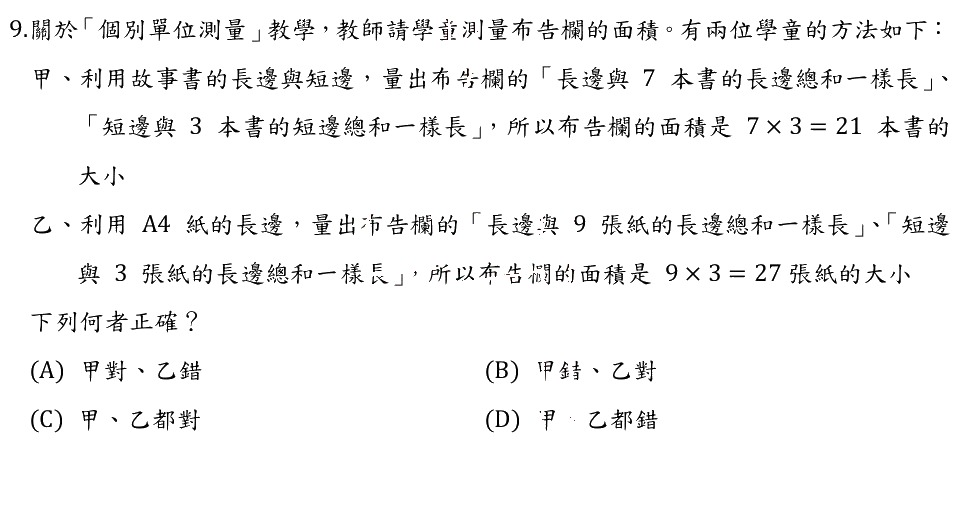 9.關於「個別單位測量」教學，教師請學童測量布告欄的面積。有兩位學童的方法如下：
甲、利用故事書的長邊與短邊，量出布告欄的「長邊與 7 本書的長邊總和一樣長」、
「短邊與 3 本書的短邊總和一樣長」，所以布告欄的面積是 7 × 3 = 21 本書的
大小
乙、利用 A4 紙的長邊，量出布告欄的「長邊與 9 張紙的長邊總和一樣長」、「短邊
與 3 張紙的長邊總和一樣長」，所以布告欄的面積是 9 × 3 = 27 張紙的大小
下列何者正確？
(A) 甲對、乙錯
(B) 甲錯、乙對
(C) 甲、乙都對
(D) 甲、乙都錯